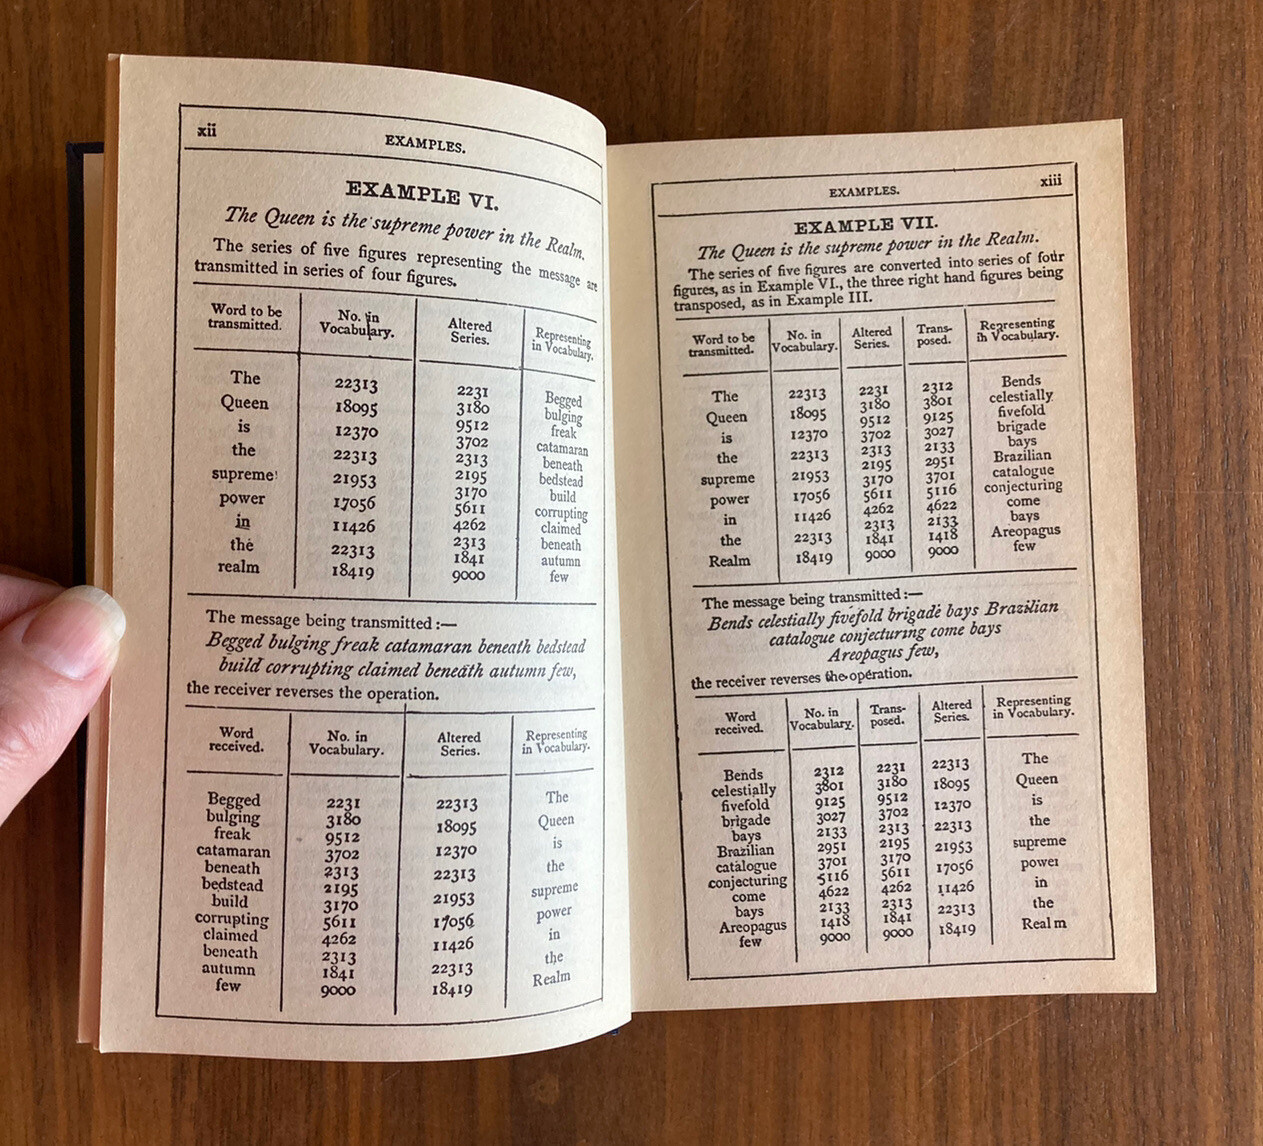 xii
EXAMPLES.
EXAMPLE VI.
The Queen is the supreme power in the Realm.
The series of five figures representing the message are
transmitted in series of four figures.
Word to be transmitted. No. in Vocabulary. Altered Series. Representing in Vocabulary.
The 22313 2231 Begged
Queen 18095 3180 bulging
is 12370 9512 freak
the 22313 3702 catamaran
supreme 21953 2313 beneath
power 17056 2195 bedstead
in 11426 3170 build
the 22313 5611 corrupting
realm 18419 4262 claimed
2313 beneath
1841 autumn
9000 few
The message being transmitted :—
Begged bulging freak catamaran beneath bedstead
build corrupting claimed beneath autumn few,
the receiver reverses the operation.
Word received. No. in Vocabulary. Altered Series. Representing in Vocabulary.
Begged 2231 22313 The
bulging 3180 18095 Queen
freak 9512 12370 is
catamaran 3702 22313 the
beneath 2313 21953 supreme
bedstead 2195 17056 power
build 3170 11426 in
corrupting 5611 22313 the
claimed 4262 18419 Realm
beneath 2313
autumn 1841
few 9000
EXAMPLES.
xiii
EXAMPLE VII.
The Queen is the supreme power in the Realm.
The series of five figures are converted into series of four
figures, as in Example VI., the three right hand figures being
transposed, as in Example III.
Word to be transmitted. No. in Vocabulary. Altered Series. Trans-posed. Representing in Vocabulary.
The 22313 2231 2312 Bends
Queen 18095 3180 3801 celestially
is 12370 9512 9125 fivefold
the 22313 3702 3027 brigade
supreme 21953 2313 2133 bays
power 17056 2195 2951 Brazilian
in 11426 3170 3701 catalogue
the 22313 5611 5116 conjecturing
Realm 18419 4262 4622 come
2313 2133 bays
1841 1418 Areopagus
9000 9000 few
The message being transmitted :—
Bends celestially fivefold brigade bays Brazilian
catalogue conjecturing come bays
Areopagus few,
the receiver reverses the operation.
Word received. No. in Vocabulary. Trans-posed. Altered Series. Representing in Vocabulary.
Bends 2312 2231 22313 The
celestially 3801 3180 18095 Queen
fivefold 9125 9512 12370 is
brigade 3027 3702 22313 the
bays 2133 2313 21953 supreme
Brazilian 2951 2195 17056 power
catalogue 3701 3170 11426 in
conjecturing 5116 5611 22313 the
come 4622 4262 18419 Realm
bays 2133 2313
Areopagus 1418 1841
few 9000 9000